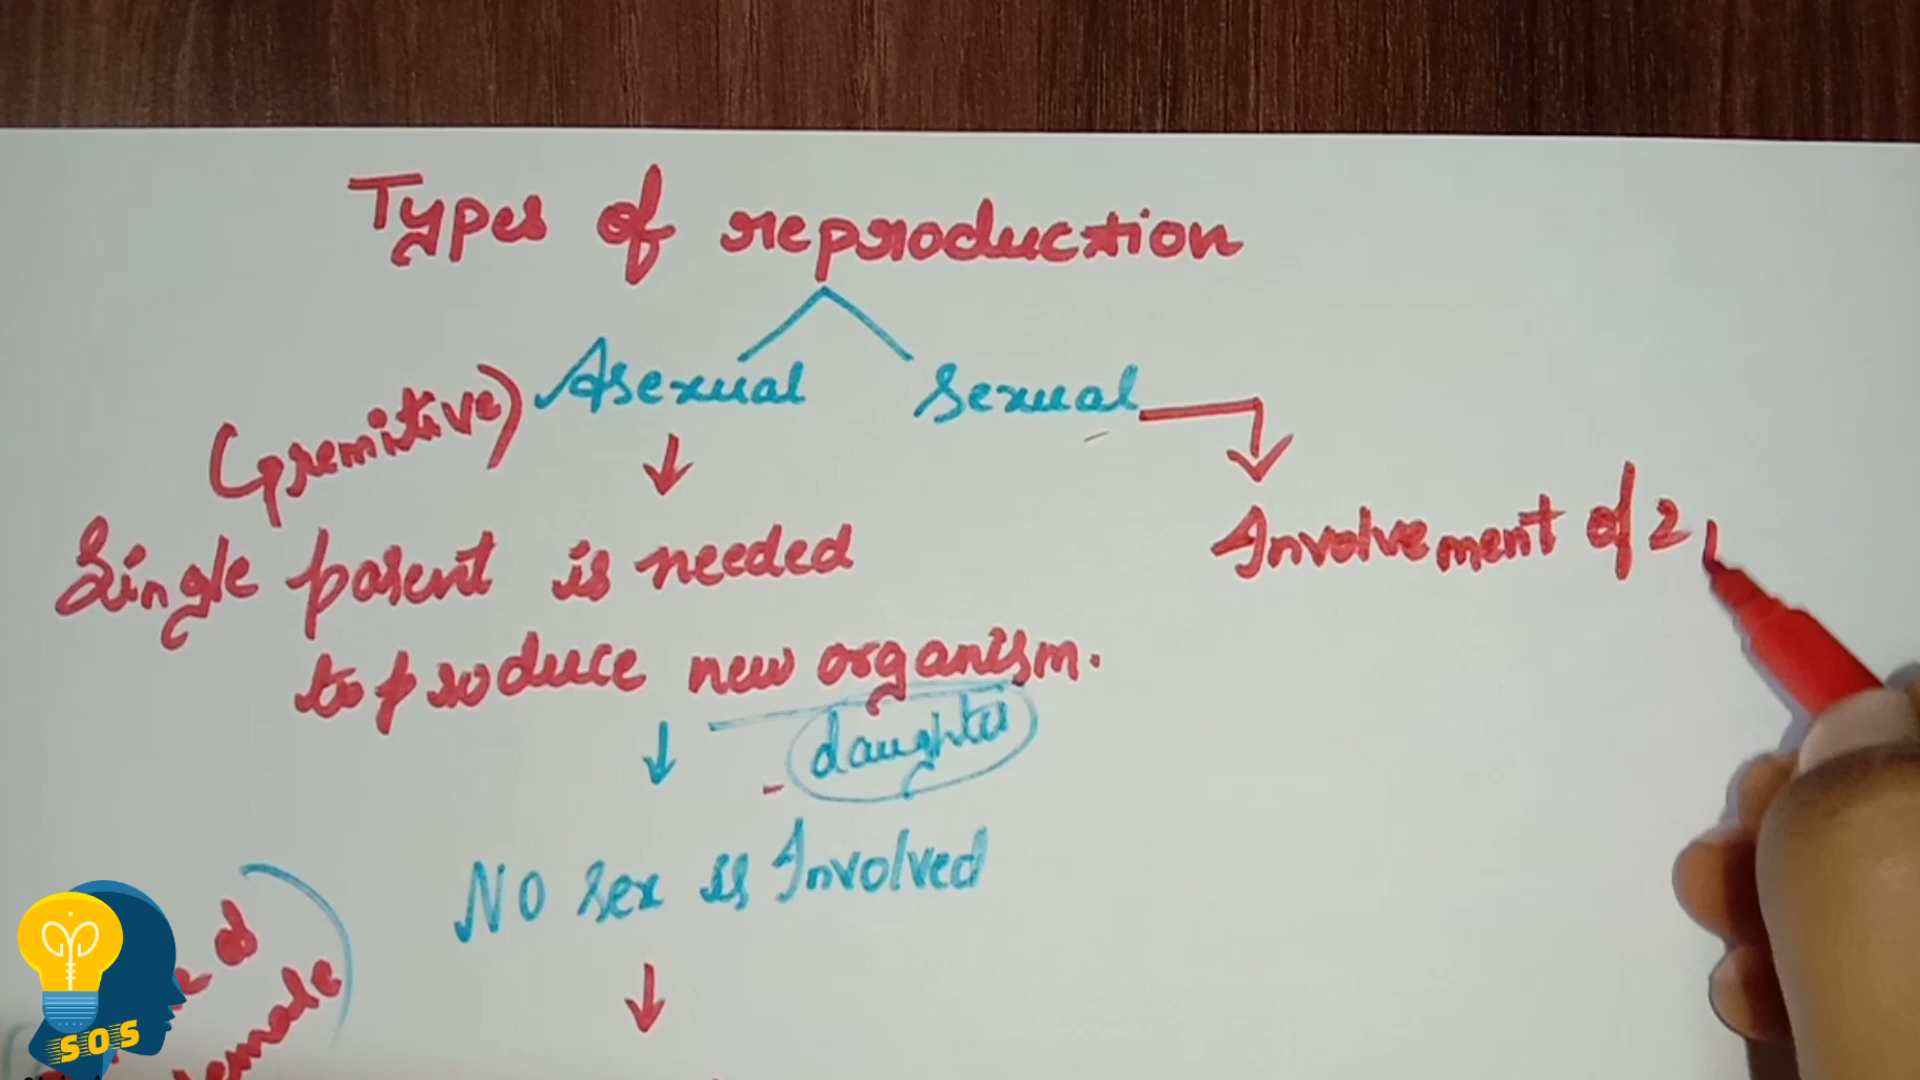 Types of reproduction
(premitive) Asexual Sexual
Single parent is needed
to produce new organism.
daughter
Involvement of 2
No sex is Involved
SOS